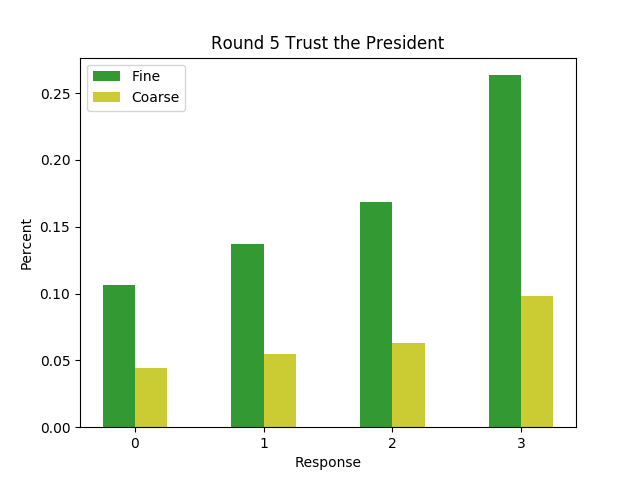 Round 5 Trust the President
Fine
Coarse
Percent
0.25
0.20
0.15
0.10
0.05
0.00
0 1 2 3
Response